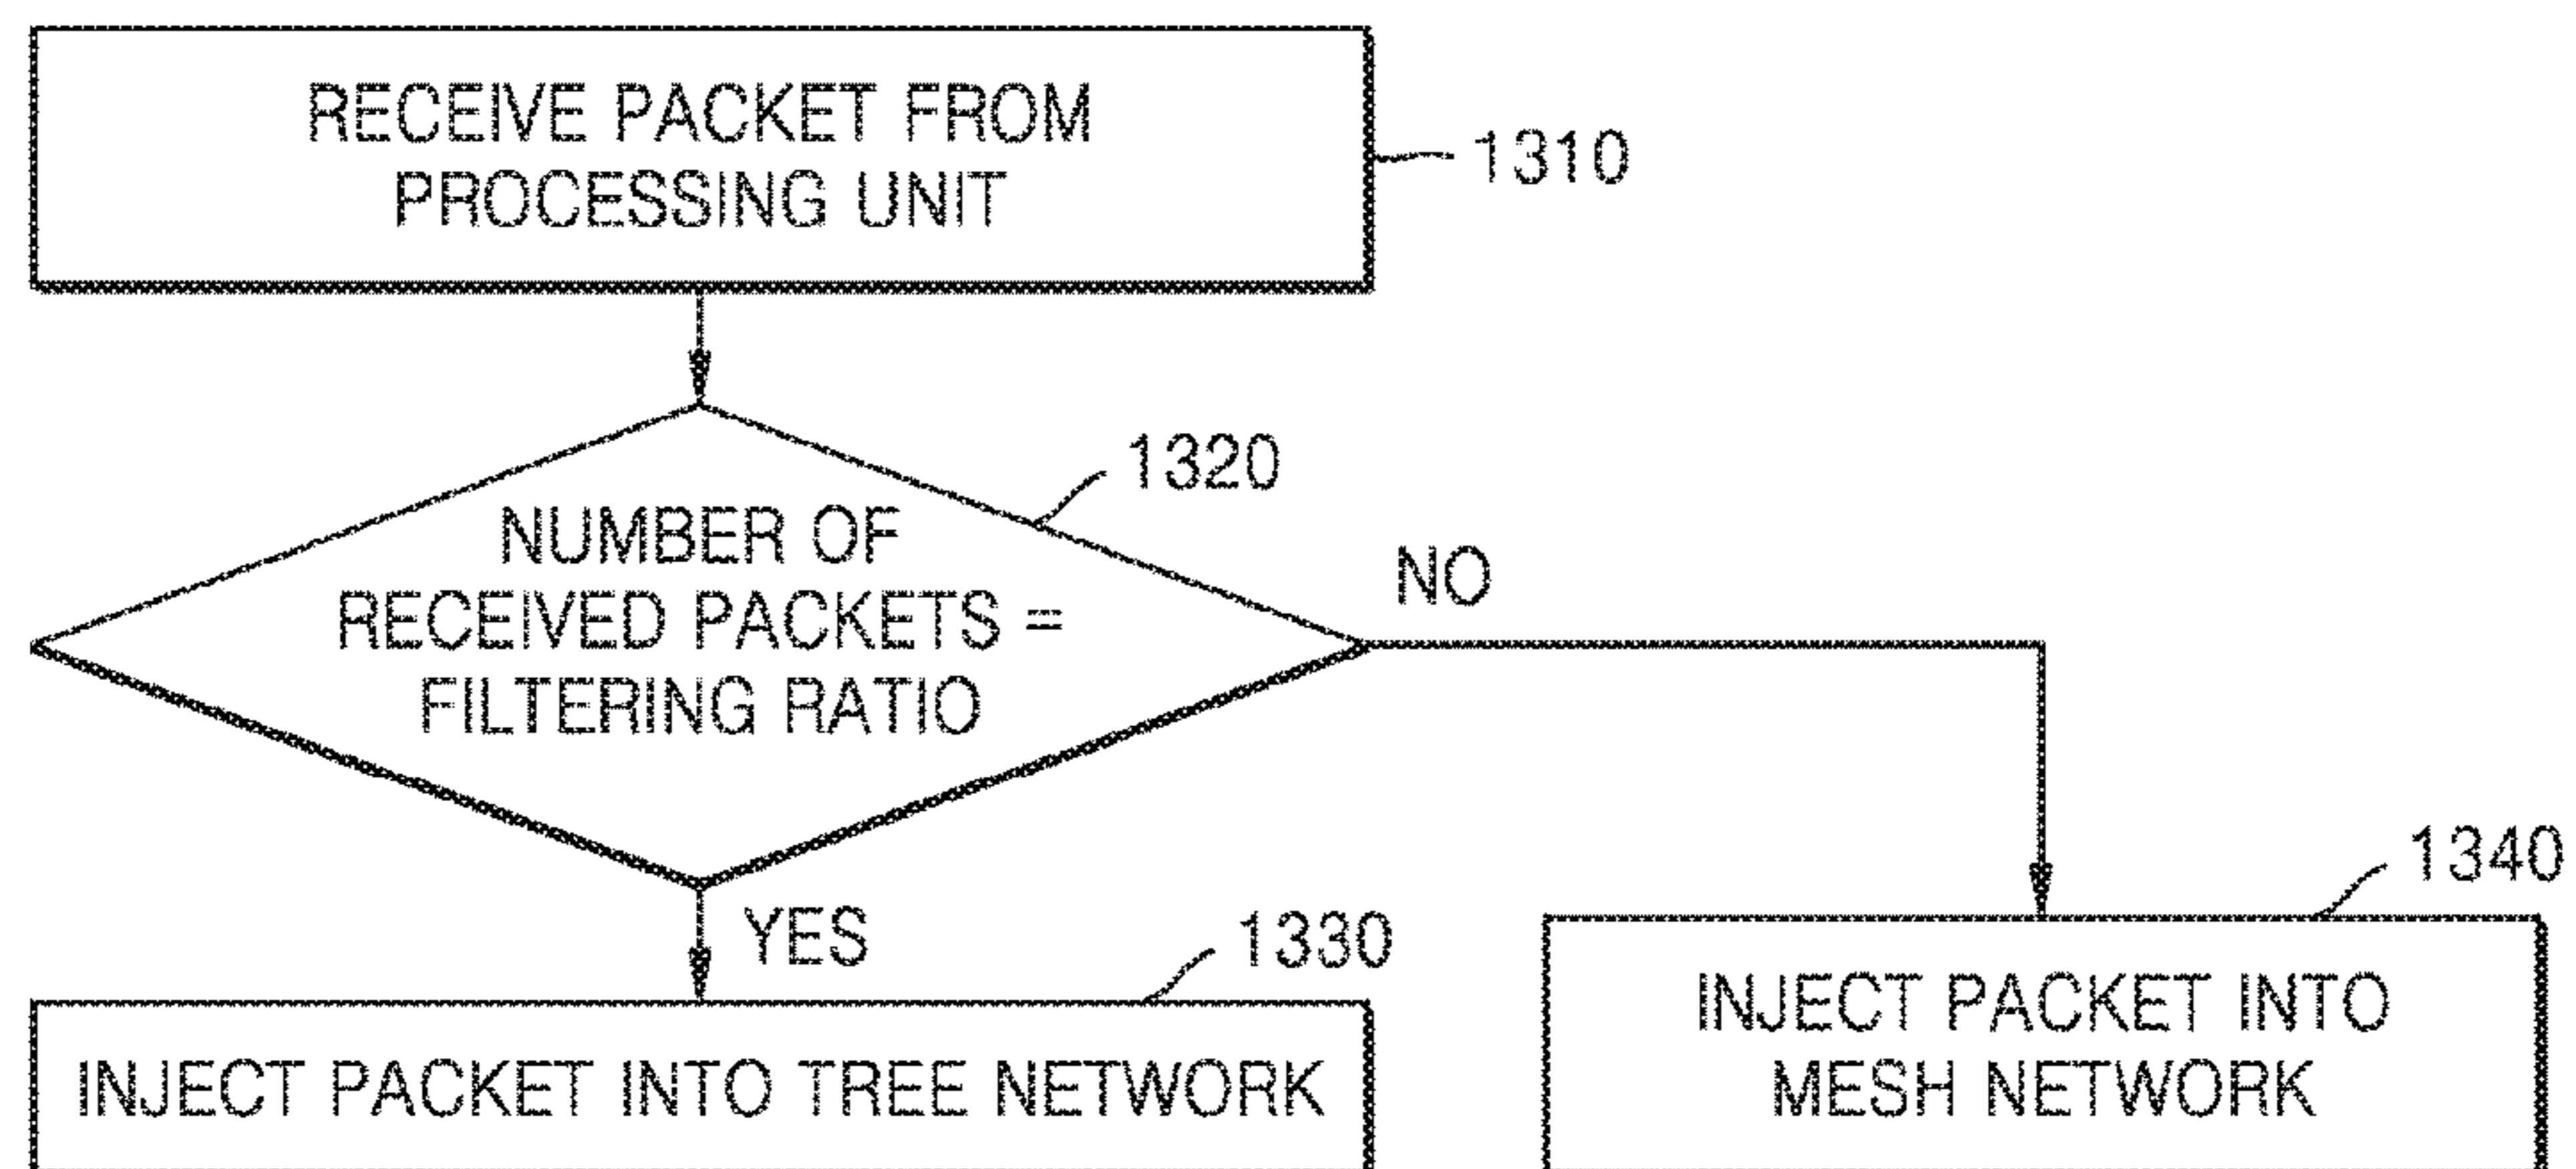 RECEIVE PACKET FROM
PROCESSING UNIT
1310
1320
NUMBER OF
RECEIVED PACKETS =
FILTERING RATIO
NO
YES
1330
INJECT PACKET INTO TREE NETWORK
1340
INJECT PACKET INTO
MESH NETWORK